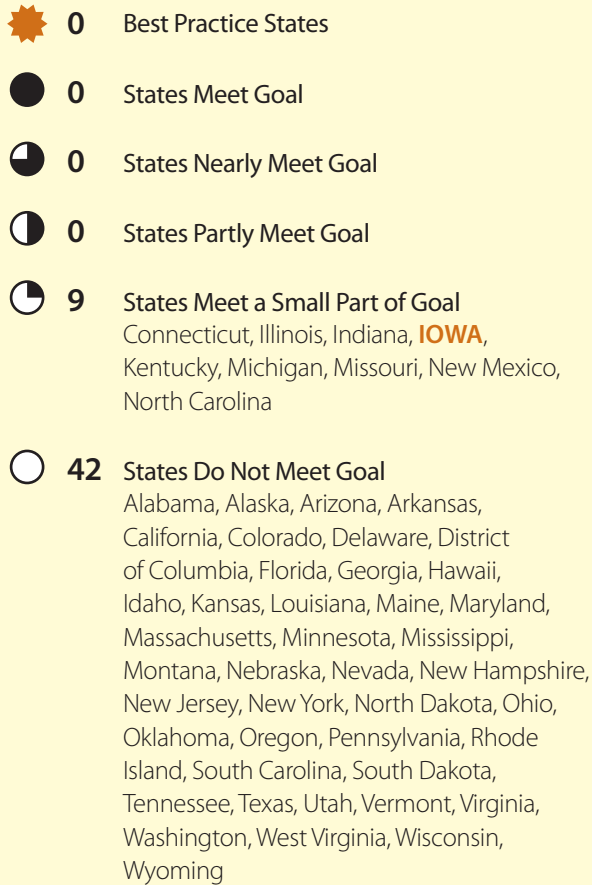 0 Best Practice States
0 States Meet Goal
0 States Nearly Meet Goal
0 States Partly Meet Goal
9 States Meet a Small Part of Goal
Connecticut, Illinois, Indiana, IOWA,
Kentucky, Michigan, Missouri, New Mexico,
North Carolina
42 States Do Not Meet Goal
Alabama, Alaska, Arizona, Arkansas,
California, Colorado, Delaware, District
of Columbia, Florida, Georgia, Hawaii,
Idaho, Kansas, Louisiana, Maine, Maryland,
Massachusetts, Minnesota, Mississippi,
Montana, Nebraska, Nevada, New Hampshire,
New Jersey, New York, North Dakota, Ohio,
Oklahoma, Oregon, Pennsylvania, Rhode
Island, South Carolina, South Dakota,
Tennessee, Texas, Utah, Vermont, Virginia,
Washington, West Virginia, Wisconsin,
Wyoming